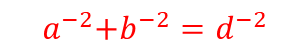 a⁻²+b⁻² = d⁻²